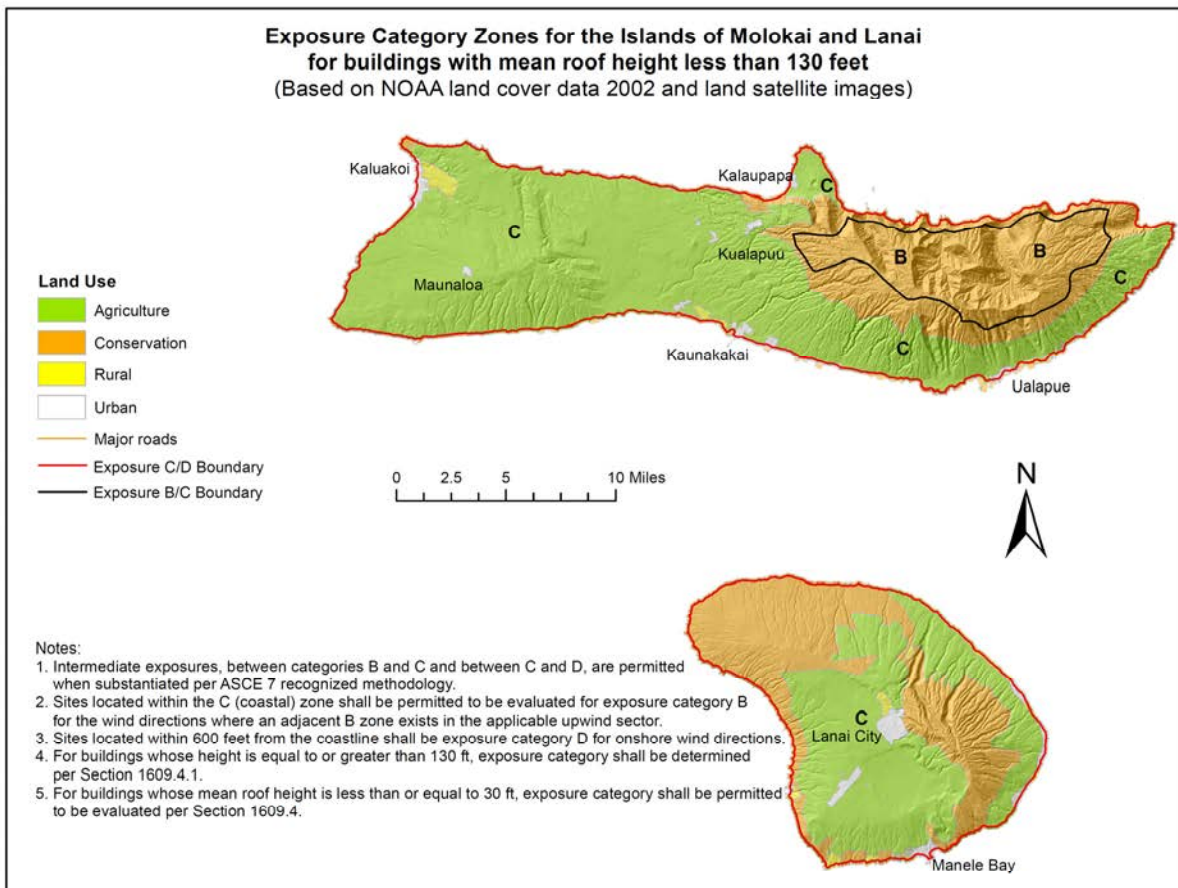 Exposure Category Zones for the Islands of Molokai and Lanai
for buildings with mean roof height less than 130 feet
(Based on NOAA land cover data 2002 and land satellite images)
Kaluakoi
Kalaupapa
C
C
B
B
Kualapuu
C
Maunaloa
Kaunakakai
C
Ualapue
Land Use
Agriculture
Conservation
Rural
Urban
Major roads
Exposure C/D Boundary
Exposure B/C Boundary
0 2.5 5 10 Miles
N
Notes:
1. Intermediate exposures, between categories B and C and between C and D, are permitted
when substantiated per ASCE 7 recognized methodology.
2. Sites located within the C (coastal) zone shall be permitted to be evaluated for exposure category B
for the wind directions where an adjacent B zone exists in the applicable upwind sector.
3. Sites located within 600 feet from the coastline shall be exposure category D for onshore wind directions.
4. For buildings whose height is equal to or greater than 130 ft, exposure category shall be determined
per Section 1609.4.1.
5. For buildings whose mean roof height is less than or equal to 30 ft, exposure category shall be permitted
to be evaluated per Section 1609.4.
C
Lanai City
Manele Bay